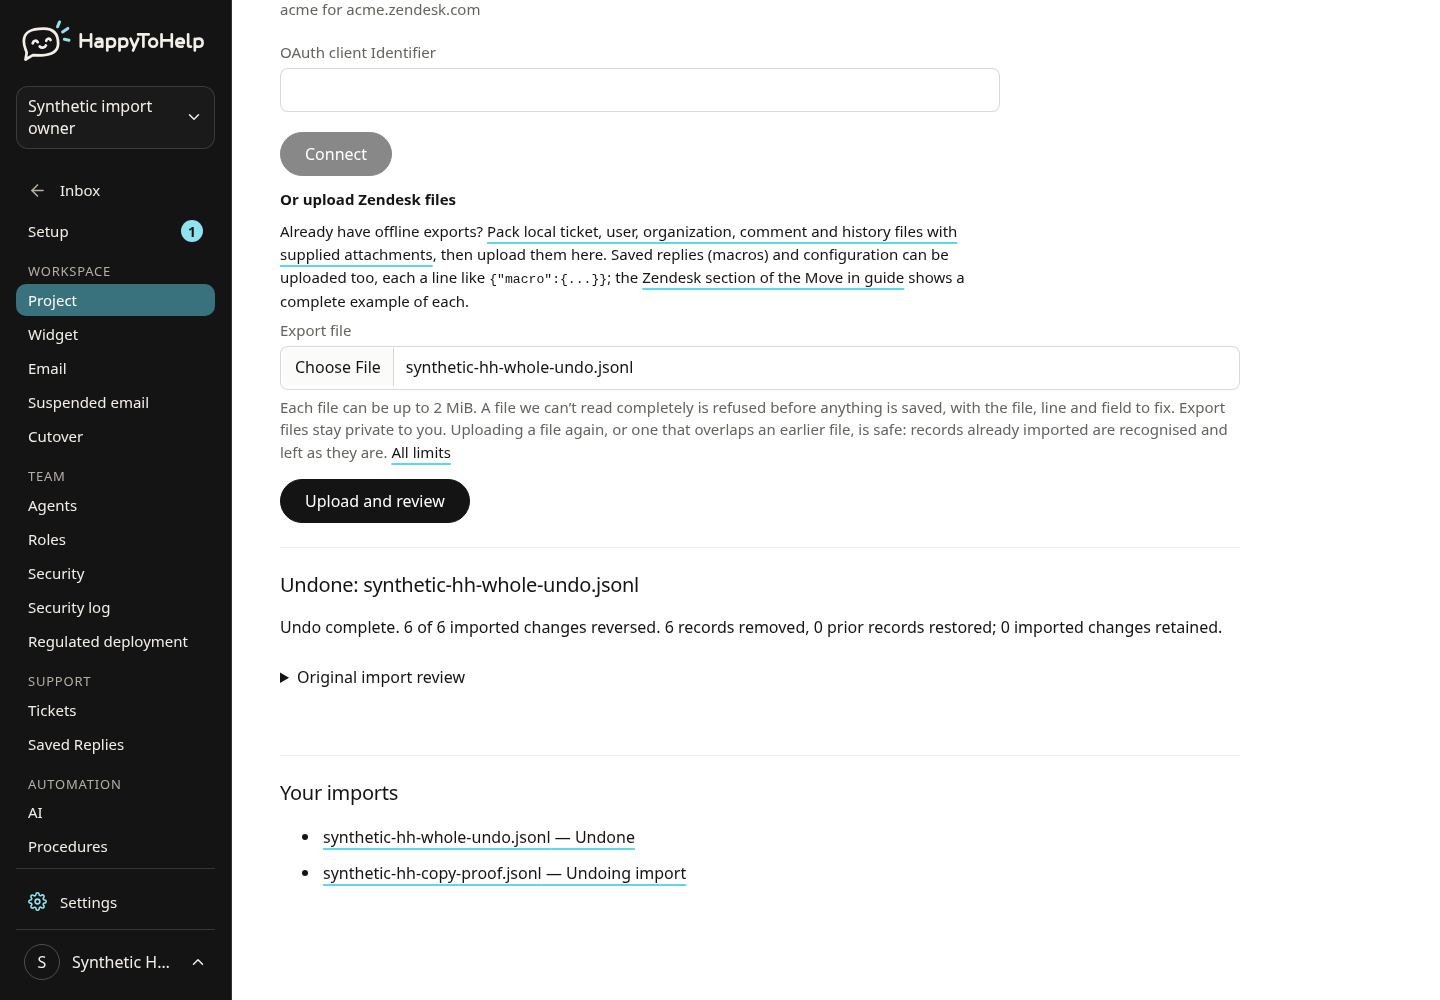 HappyToHelp
Synthetic import
owner
Inbox
Setup
1
WORKSPACE
Project
Widget
Email
Suspended email
Cutover
TEAM
Agents
Roles
Security
Security log
Regulated deployment
SUPPORT
Tickets
Saved Replies
AUTOMATION
AI
Procedures
Settings
S
Synthetic H...
acme for acme.zendesk.com
OAuth client Identifier
Connect
Or upload Zendesk files
Already have offline exports? Pack local ticket, user, organization, comment and history files with
supplied attachments, then upload them here. Saved replies (macros) and configuration can be
uploaded too, each a line like {"macro":{...}}; the Zendesk section of the Move in guide shows a
complete example of each.
Export file
Choose File
synthetic-hh-whole-undo.jsonl
Each file can be up to 2 MiB. A file we can’t read completely is refused before anything is saved, with the file, line and field to fix. Export
files stay private to you. Uploading a file again, or one that overlaps an earlier file, is safe: records already imported are recognised and
left as they are. All limits
Upload and review
Undone: synthetic-hh-whole-undo.jsonl
Undo complete. 6 of 6 imported changes reversed. 6 records removed, 0 prior records restored; 0 imported changes retained.
Original import review
Your imports
synthetic-hh-whole-undo.jsonl — Undone
synthetic-hh-copy-proof.jsonl — Undoing import